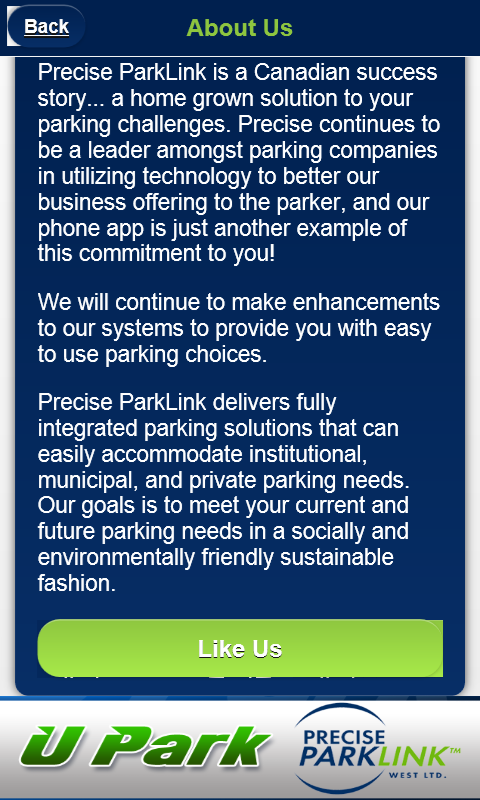 Back
About Us
Precise ParkLink is a Canadian success
story... a home grown solution to your
parking challenges. Precise continues to
be a leader amongst parking companies
in utilizing technology to better our
business offering to the parker, and our
phone app is just another example of
this commitment to you!
We will continue to make enhancements
to our systems to provide you with easy
to use parking choices.
Precise ParkLink delivers fully
integrated parking solutions that can
easily accommodate institutional,
municipal, and private parking needs.
Our goals is to meet your current and
future parking needs in a socially and
environmentally friendly sustainable
fashion.
Like Us
U Park
PRECISE
PARKLINK™
WEST LTD.